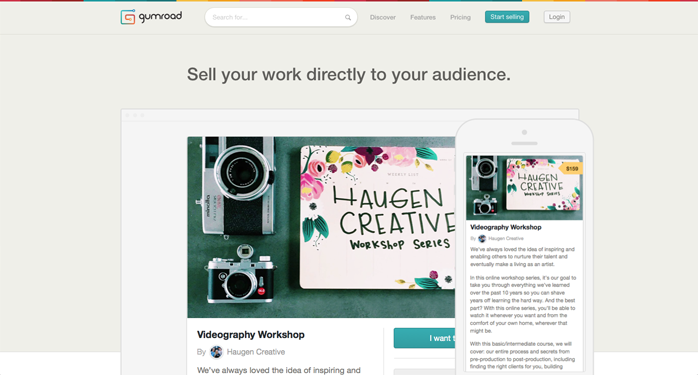 gumroad
Search for...
Discover
Features
Pricing
Start selling
Login
Sell your work directly to your audience.
WEEKLY LIST
HAUGEN
CREATIVE
WORKSHOP SERIES
Videography Workshop
By Haugen Creative
We've always loved the idea of inspiring and
I want t
$159
HAUGEN
CREATIVE
WORKSHOP SERIES
Videography Workshop
By Haugen Creative
We've always loved the idea of inspiring and
enabling others to nurture their talent and
eventually make a living as an artist.
In this online workshop series, it's our goal to
take you through everything we've learned
over the past 10 years so you can shave
years off learning the hard way. And the best
part? With this online series, you'll be able to
watch it whenever you want and from the
comfort of your own home, wherever that
might be.
With this basic/intermediate course, we will
cover: our entire process and secrets from
pre-production to post-production, including
finding the right clients for you, building